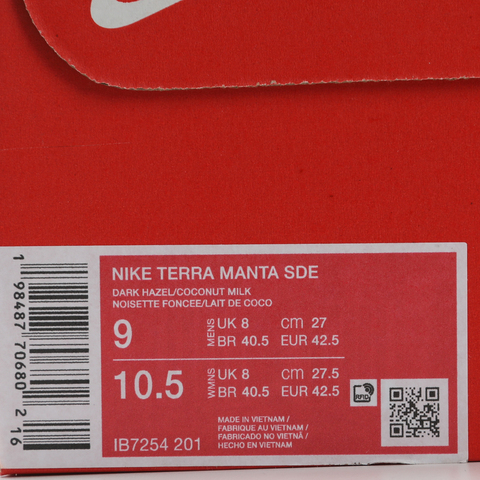 NIKE TERRA MANTA SDE
DARK HAZEL/COCONUT MILK
NOISETTE FONCEE/LAIT DE COCO
9 MENS UK 8 cm 27
BR 40.5 EUR 42.5
10.5 WMNS UK 8 cm 27.5
BR 40.5 EUR 42.5
RFID
MADE IN VIETNAM /
FABRIQUE AU VIETNAM /
FABRICADO NO VIETNÃ /
HECHO EN VIETNAM
IB7254 201
1 98487 70680 2 16